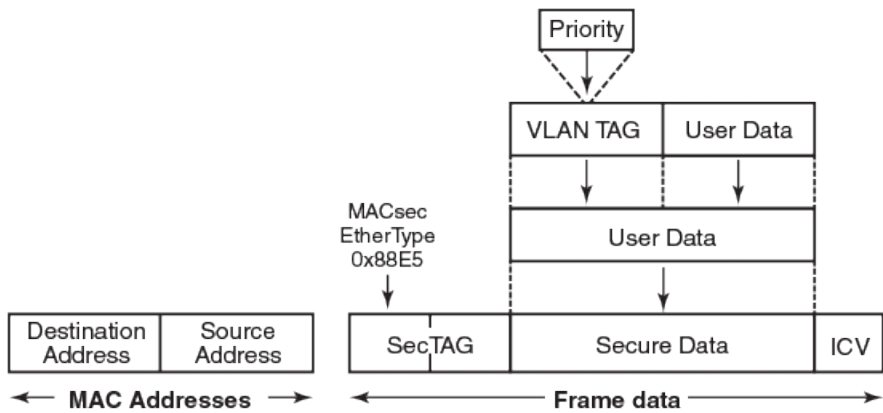 Priority
VLAN TAG
User Data
MACsec
EtherType
0x88E5
User Data
Destination
Address
Source
Address
SecTAG
Secure Data
ICV
MAC Addresses
Frame data